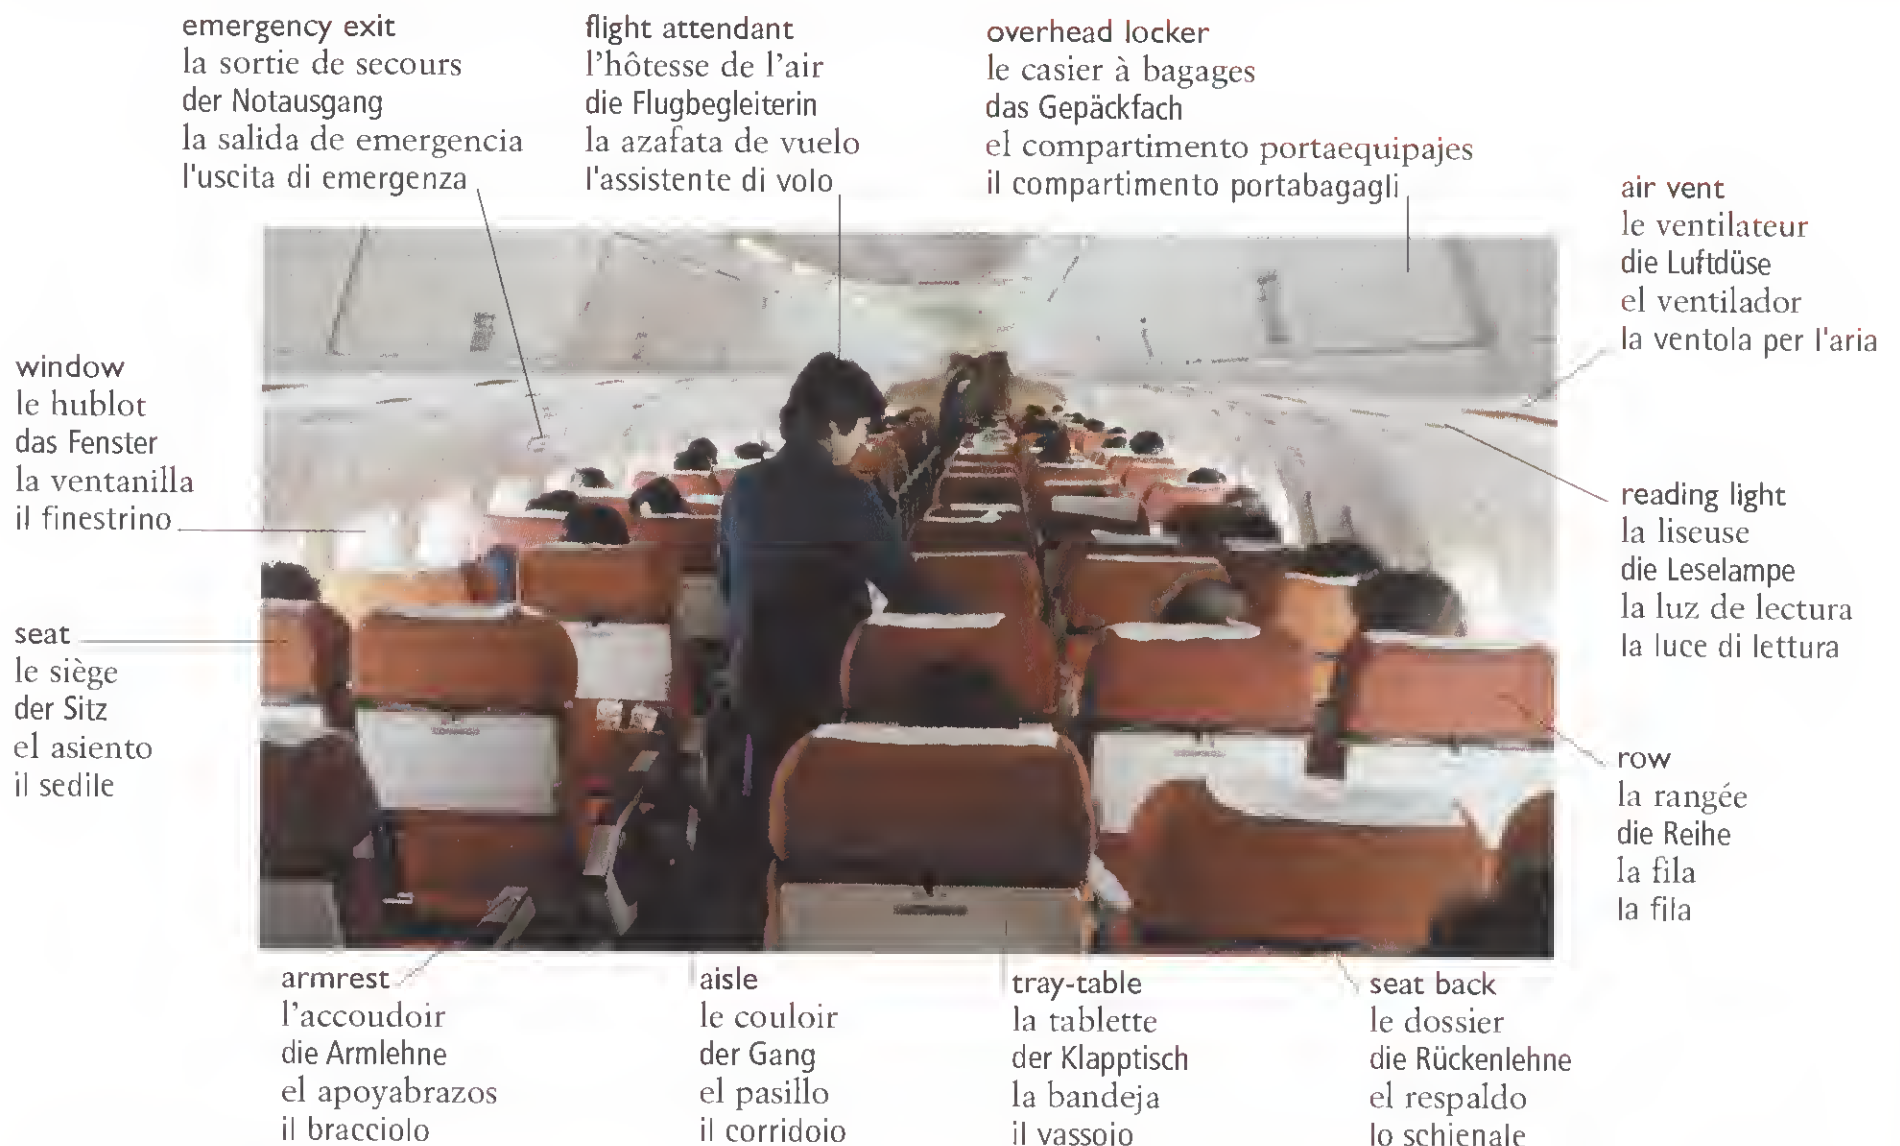 emergency exit
la sortie de secours
der Notausgang
la salida de emergencia
l'uscita di emergenza
flight attendant
l'hôtesse de l'air
die Flugbegleiterin
la azafata de vuelo
l'assistente di volo
overhead locker
le casier à bagages
das Gepäckfach
el compartimento portaequipajes
il compartimento portabagagli
air vent
le ventilateur
die Luftdüse
el ventilador
la ventola per l'aria
window
le hublot
das Fenster
la ventanilla
il finestrino
reading light
la liseuse
die Leselampe
la luz de lectura
la luce di lettura
seat
le siège
der Sitz
el asiento
il sedile
row
la rangée
die Reihe
la fila
la fila
armrest
l'accoudoir
die Armlehne
el apoyabrazos
il bracciolo
aisle
le couloir
der Gang
el pasillo
il corridoio
tray-table
la tablette
der Klapptisch
la bandeja
il vassoio
seat back
le dossier
die Rückenlehne
el respaldo
lo schienale